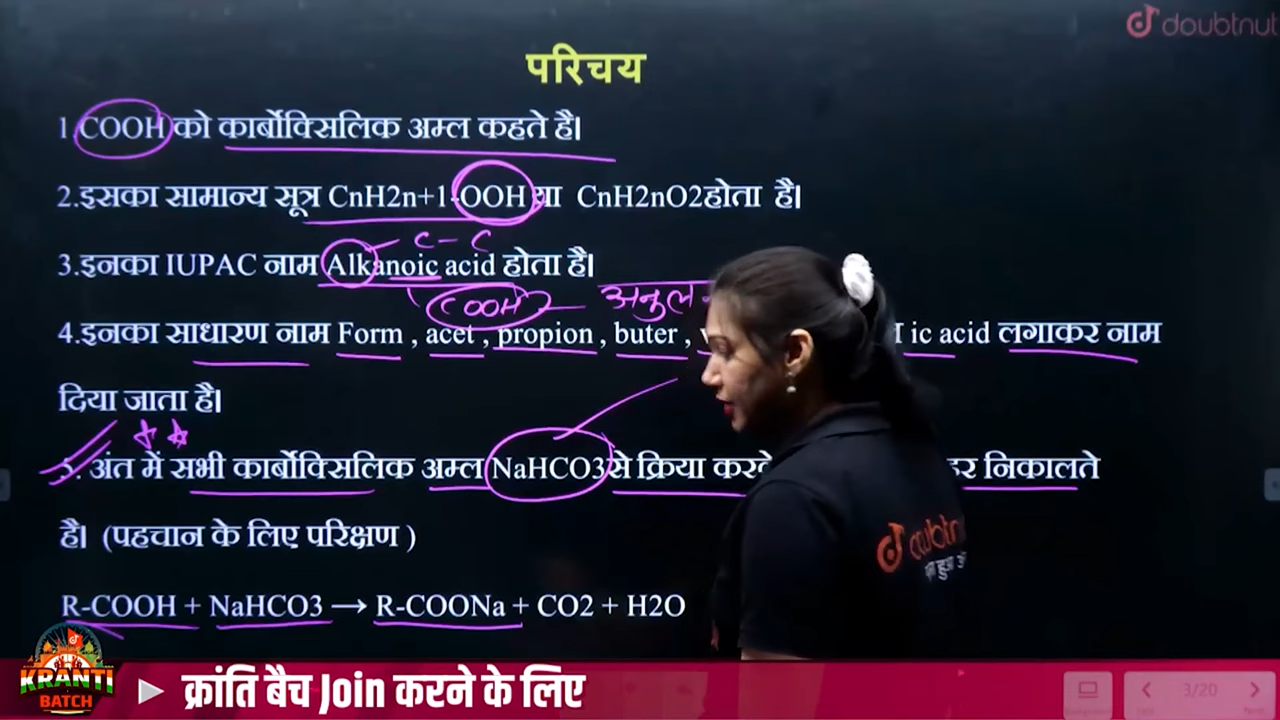 doubtnut
परिचय
1.COOH को कार्बोक्सिलिक अम्ल कहते है।
2.इसका सामान्य सूत्र CnH2n+1-OOH या CnH2nO2होता है।
C - C
3.इनका IUPAC नाम Alkanoic acid होता है।
COOH
4.इनका साधारण नाम Form , acet , propion , buter , ic acid लगाकर नाम
दिया जाता है।
5. अंत में सभी कार्बोक्सिलिक अम्ल NaHCO3से क्रिया करके निकालते
है। (पहचान के लिए परिक्षण )
R-COOH + NaHCO3 → R-COONa + CO2 + H2O
KRANTI
BATCH
क्रांति बैच Join करने के लिए
3/20